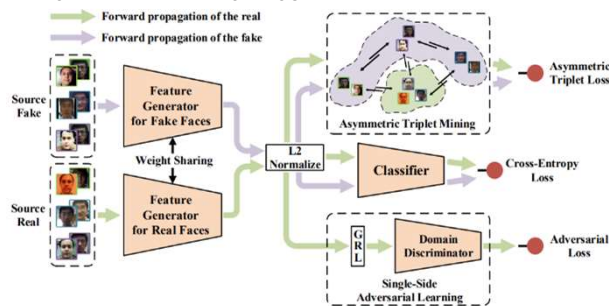 Forward propagation of the real
Forward propagation of the fake
Source
Fake
Feature
Generator
for Fake Faces
Weight Sharing
Source
Real
Feature
Generator
for Real Faces
L2
Normalize
Asymmetric Triplet Mining
Asymmetric
Triplet Loss
Classifier
Cross-Entropy
Loss
G
R
L
Domain
Discriminator
Single-Side
Adversarial Learning
Adversarial
Loss